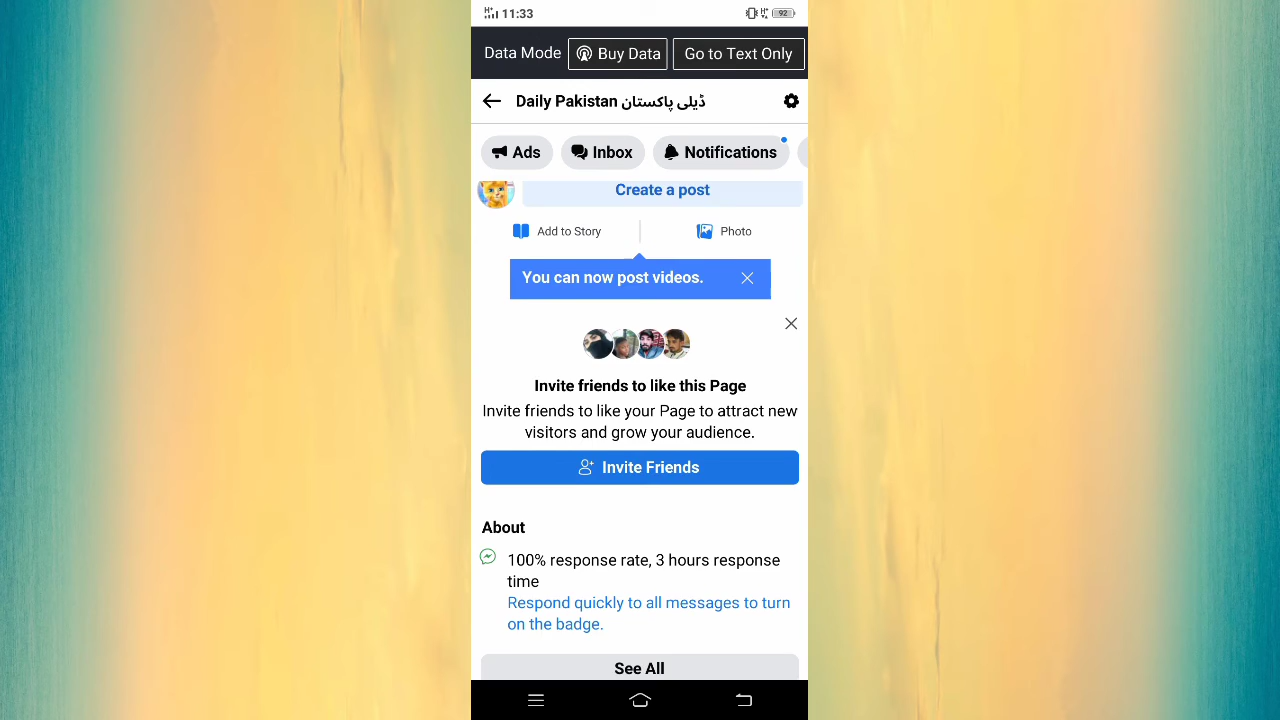 H+ 11:33 H+ 92
Data Mode Buy Data Go to Text Only
Daily Pakistan ڈیلی پاکستان
Ads Inbox Notifications
Create a post
Add to Story Photo
You can now post videos.
Invite friends to like this Page
Invite friends to like your Page to attract new
visitors and grow your audience.
Invite Friends
About
100% response rate, 3 hours response
time
Respond quickly to all messages to turn
on the badge.
See All